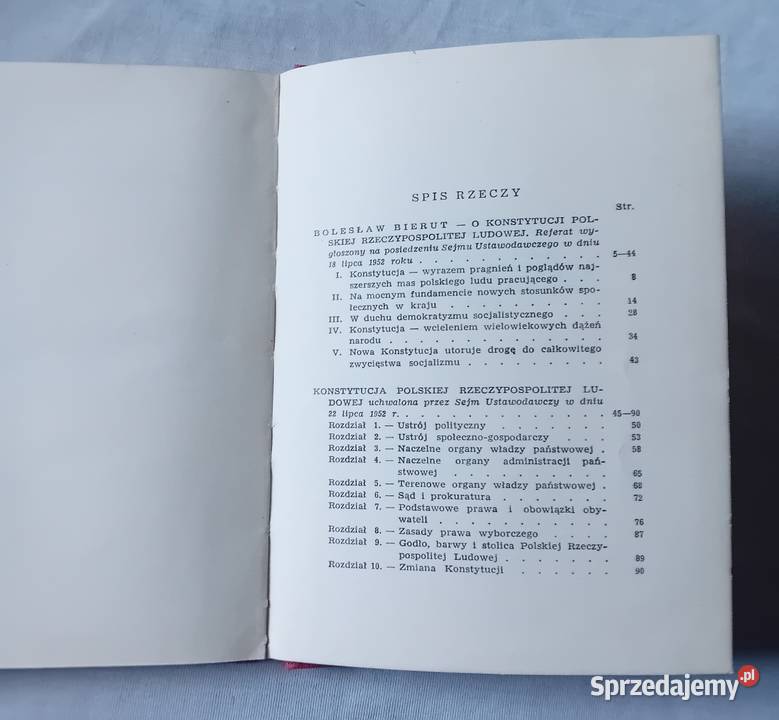 SPIS RZECZY
Str.
BOLESŁAW BIERUT — O KONSTYTUCJI POL-
SKIEJ RZECZYPOSPOLITEJ LUDOWEJ. Referat wy-
głoszony na posiedzeniu Sejmu Ustawodawczego w dniu
18 lipca 1952 roku . . . . . . . . . . . 5—44
I. Konstytucja — wyrazem pragnień i poglądów naj-
szerszych mas polskiego ludu pracującego . . . 8
II. Na mocnym fundamencie nowych stosunków spo-
łecznych w kraju . . . . . . . . . . 14
III. W duchu demokratyzmu socjalistycznego . . . 28
IV. Konstytucja — wcieleniem wielowiekowych dążeń
narodu . . . . . . . . . . . . 34
V. Nowa Konstytucja utoruje drogę do całkowitego
zwycięstwa socjalizmu . . . . . . . . 42
KONSTYTUCJA POLSKIEJ RZECZYPOSPOLITEJ LU-
DOWEJ uchwalona przez Sejm Ustawodawczy w dniu
22 lipca 1952 r. . . . . . . . . . . . 45—90
Rozdział 1. — Ustrój polityczny . . . . . . 50
Rozdział 2. — Ustrój społeczno-gospodarczy . . . 53
Rozdział 3. — Naczelne organy władzy państwowej . 58
Rozdział 4. — Naczelne organy administracji pań-
stwowej . . . . . . . . . 65
Rozdział 5. — Terenowe organy władzy państwowej . 68
Rozdział 6. — Sąd i prokuratura . . . . . . 72
Rozdział 7. — Podstawowe prawa i obowiązki oby-
wateli . . . . . . . . . . 76
Rozdział 8. — Zasady prawa wyborczego . . . . 87
Rozdział 9. — Godło, barwy i stolica Polskiej Rzeczy-
pospolitej Ludowej . . . . . . 89
Rozdział 10. — Zmiana Konstytucji . . . . . 90
Sprzedajemy.pl